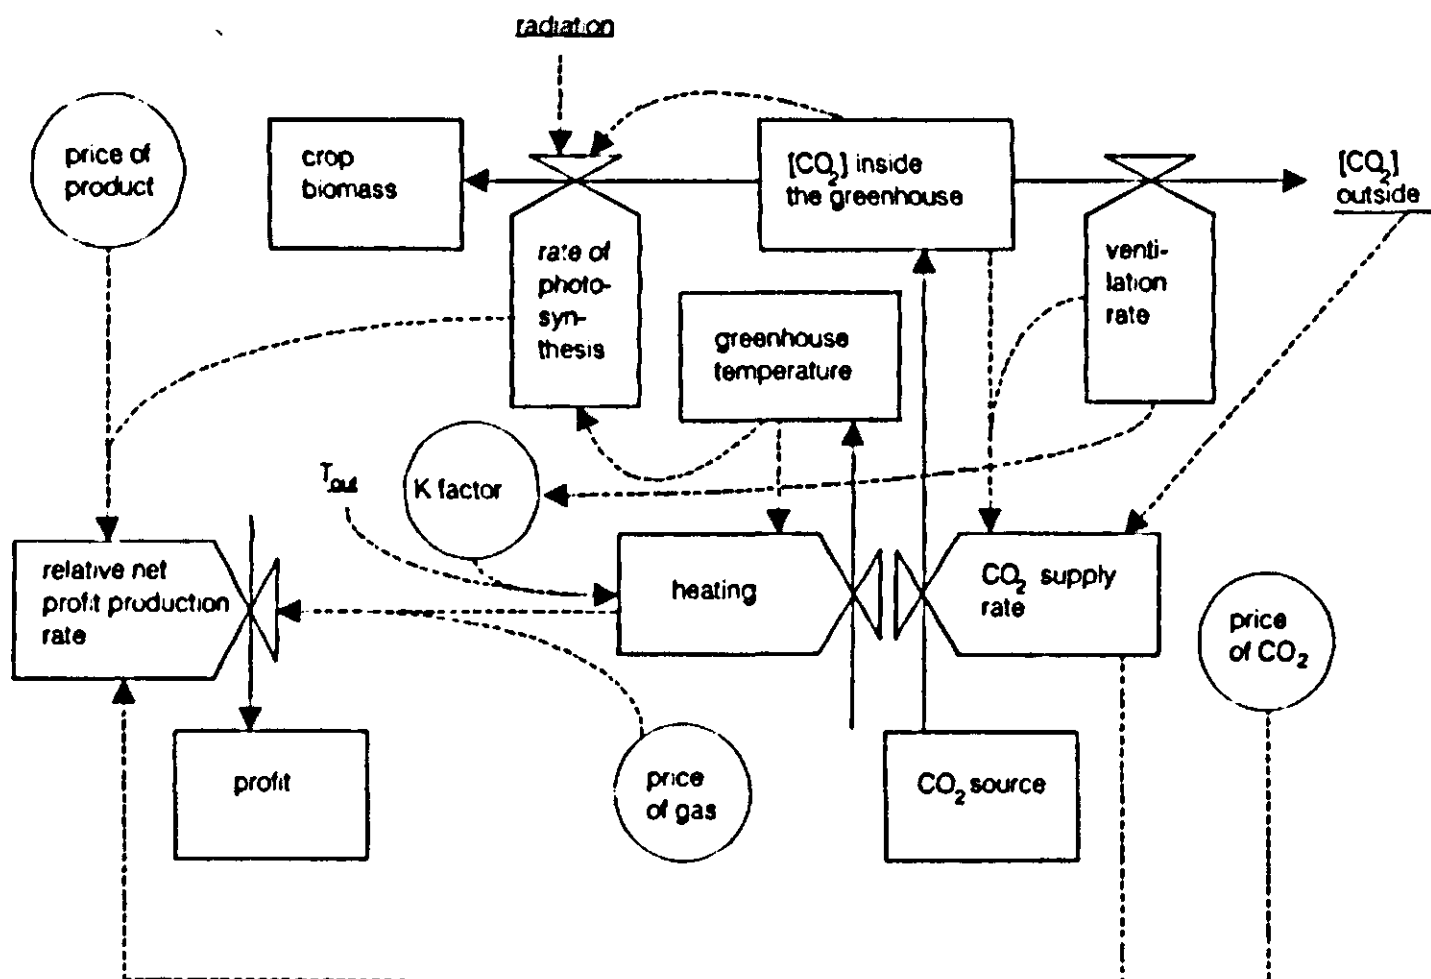 radiation
price of
product
crop
biomass
[CO2] inside
the greenhouse
[CO2]
outside
rate of
photo-
syn-
thesis
venti-
lation
rate
greenhouse
temperature
Tout
K factor
relative net
profit production
rate
heating
CO2 supply
rate
price
of CO2
profit
price
of gas
CO2 source